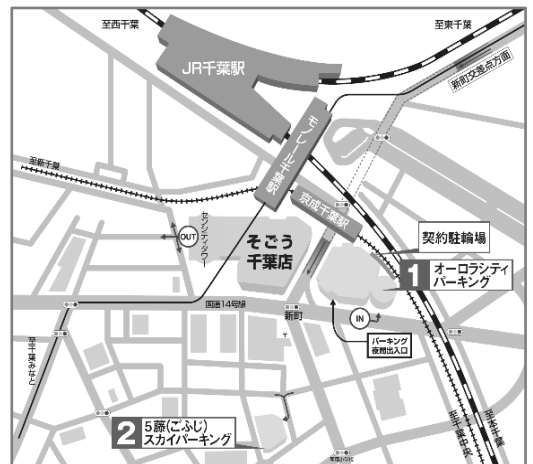 至西千葉
至東千葉
JR千葉駅
新町交差点方面
モノレール千葉駅
至新千葉
京成千葉駅
OUT
センシティタワー
そごう
千葉店
契約駐輪場
1
オーロラシティ
パーキング
国道14号線
新町
IN
パーキング
夜間出入口
至千葉みなと
2
5藤(ごふじ)
スカイパーキング
至千葉中央
至本千葉